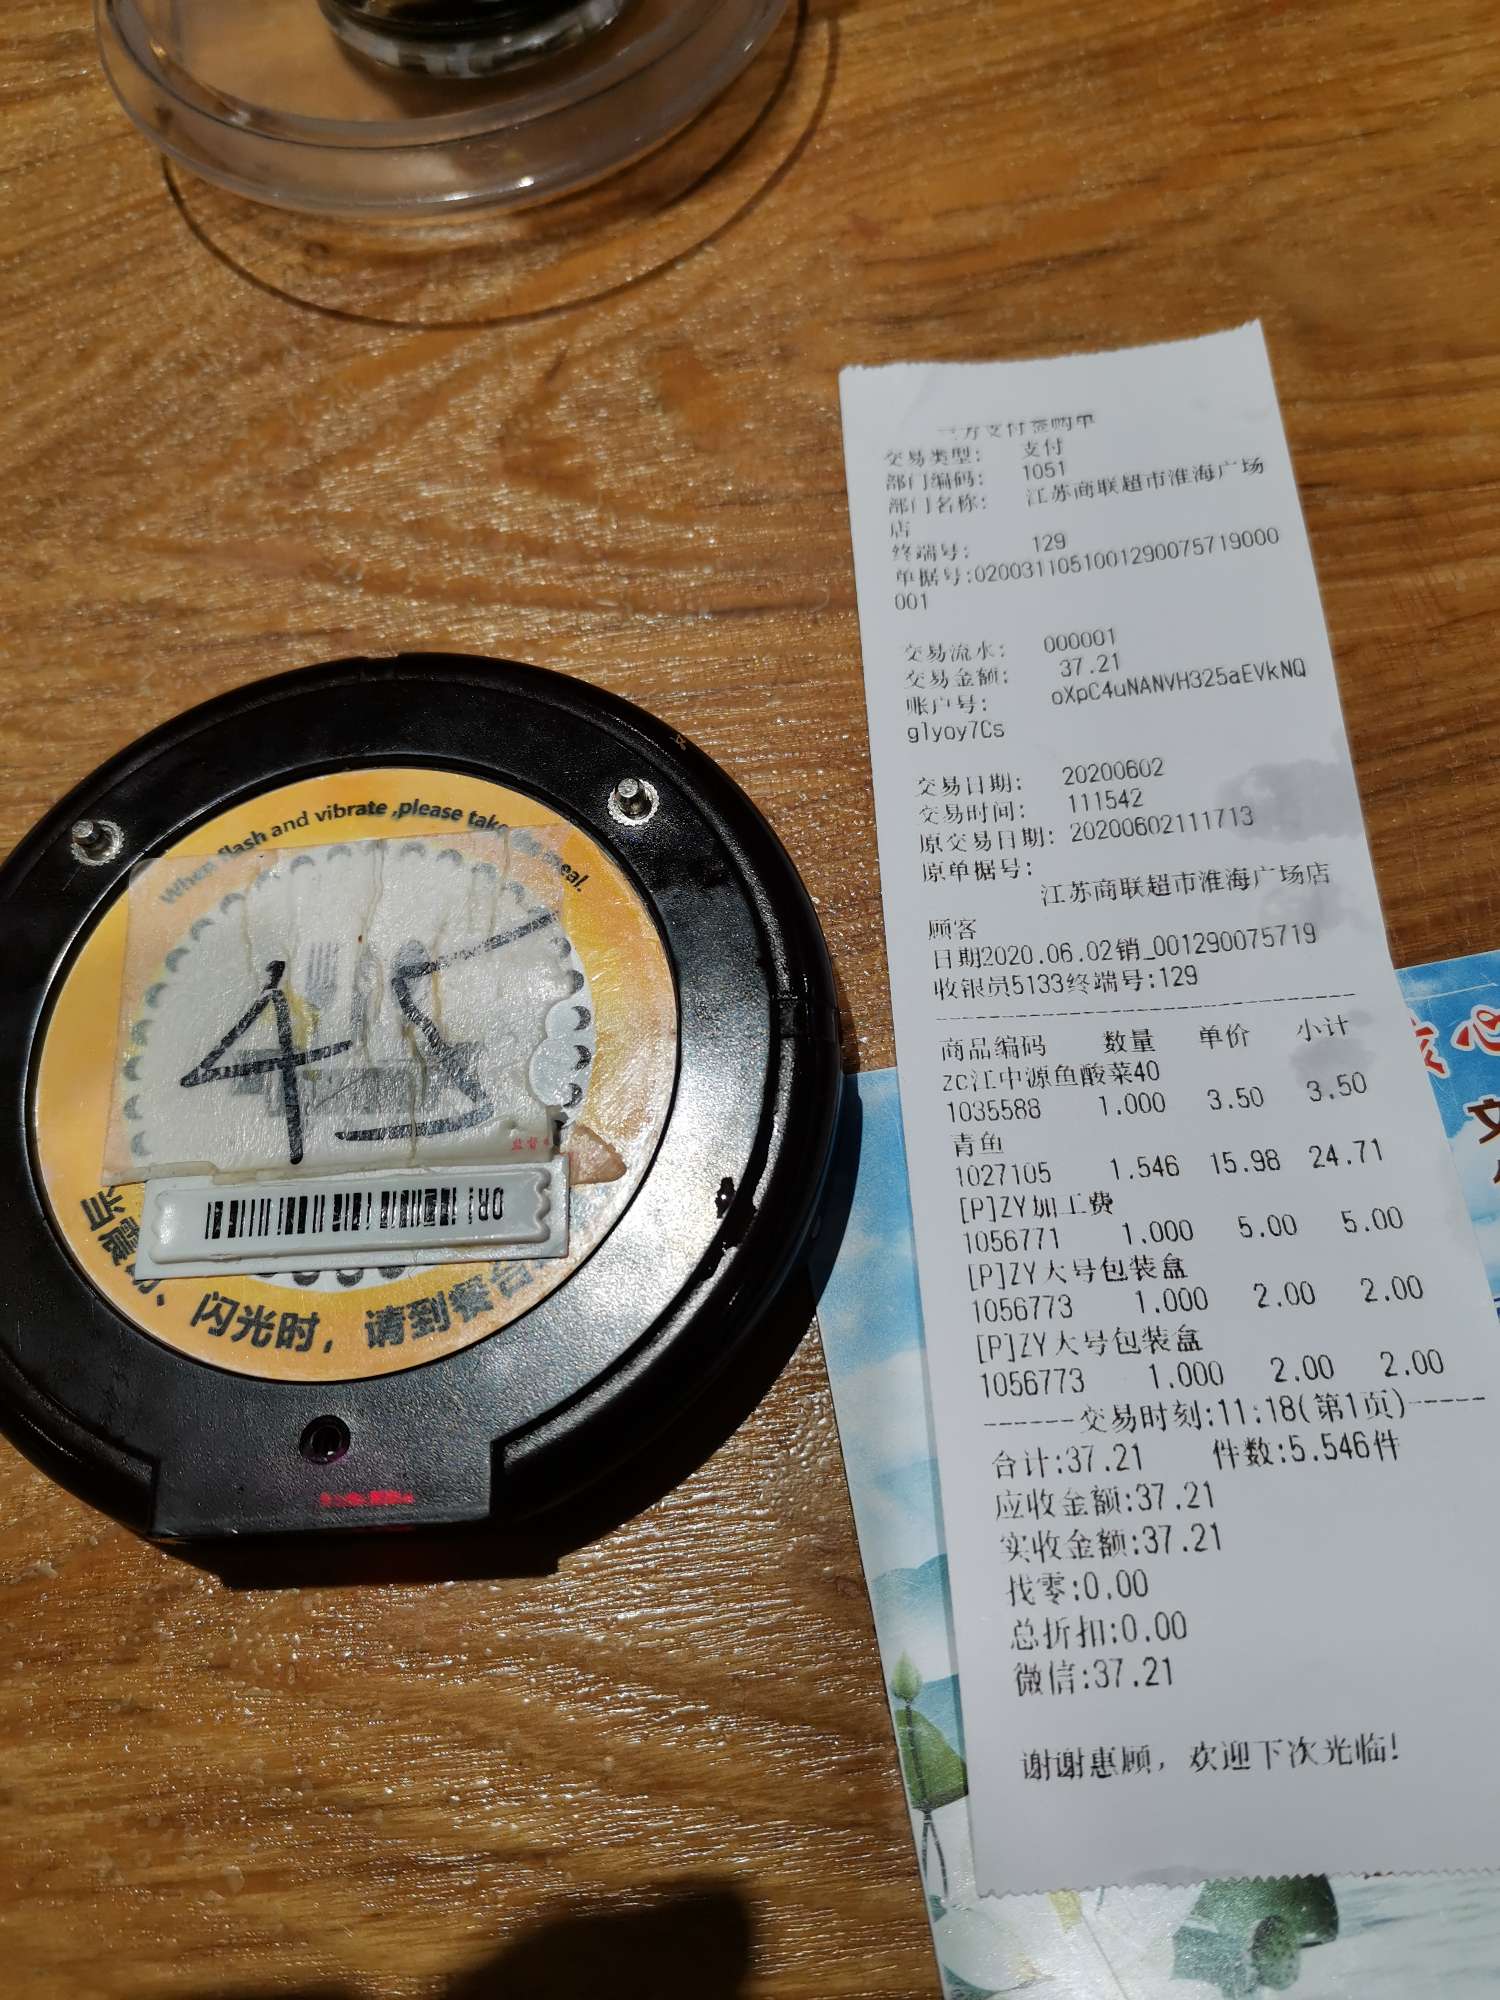 When flash and vibrate ,please take the meal.
45
闪光时，请到餐台
三方支付签购单
交易类型: 支付
部门编码: 1051
部门名称: 江苏商联超市淮海广场
店
终端号: 129
单据号:0200311051001290075719000
001
交易流水: 000001
交易金额: 37.21
账户号: oXpC4uNANVH325aEVkNQ
glyoy7Cs
交易日期: 20200602
交易时间: 111542
原交易日期: 20200602111713
原单据号:
江苏商联超市淮海广场店
顾客
日期2020.06.02销_001290075719
收银员5133终端号:129
商品编码 数量 单价 小计
zc江中源鱼酸菜40
1035588 1.000 3.50 3.50
青鱼
1027105 1.546 15.98 24.71
[P]ZY加工费
1056771 1.000 5.00 5.00
[P]ZY大号包装盒
1056773 1.000 2.00 2.00
[P]ZY大号包装盒
1056773 1.000 2.00 2.00
------交易时刻:11:18(第1页)-----
合计:37.21 件数:5.546件
应收金额:37.21
实收金额:37.21
找零:0.00
总折扣:0.00
微信:37.21
谢谢惠顾，欢迎下次光临!